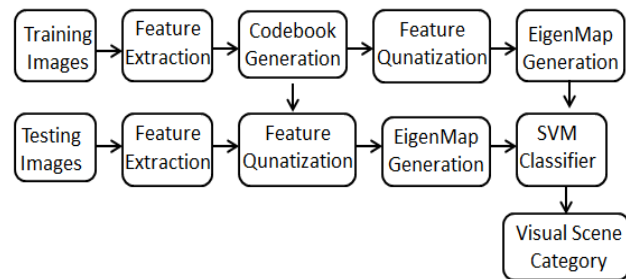 Training
Images
Feature
Extraction
Codebook
Generation
Feature
Qunatization
EigenMap
Generation
Testing
Images
Feature
Extraction
Feature
Qunatization
EigenMap
Generation
SVM
Classifier
Visual Scene
Category